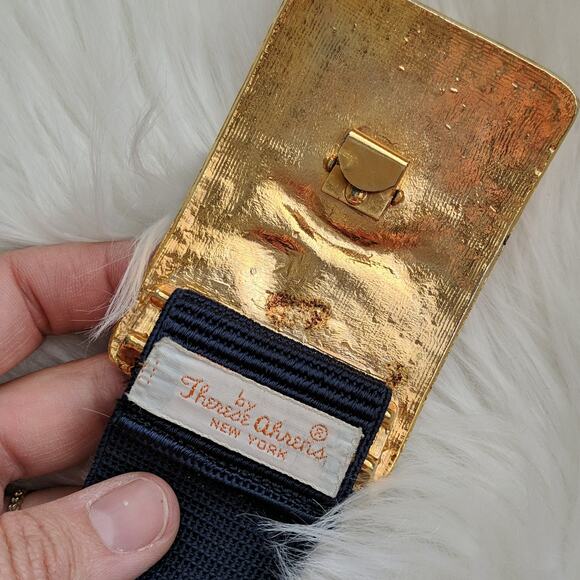 by
Therese Ahrens ®
NEW YORK